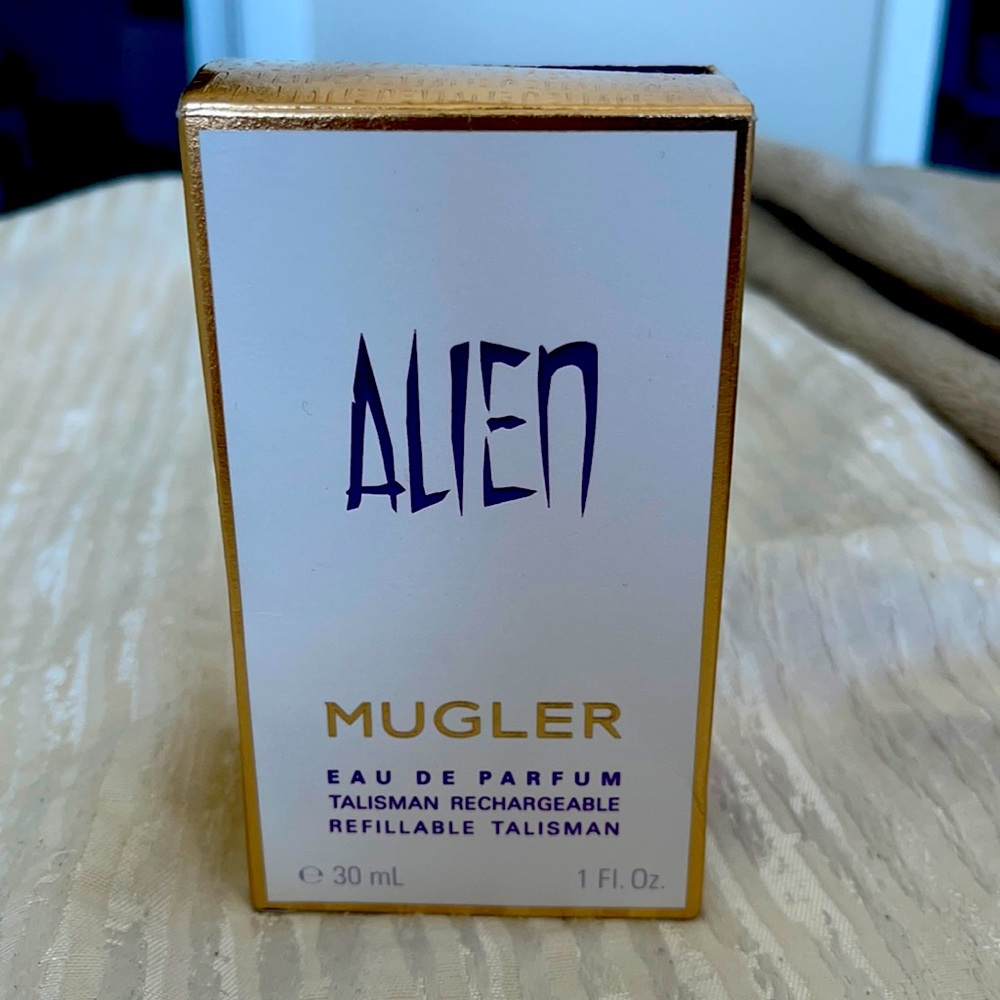 ALIEN
MUGLER
EAU DE PARFUM
TALISMAN RECHARGEABLE
REFILLABLE TALISMAN
℮ 30 mL 1 Fl. Oz.